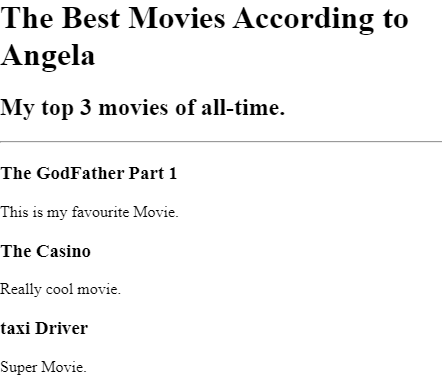 The Best Movies According to
Angela
My top 3 movies of all-time.
The GodFather Part 1
This is my favourite Movie.
The Casino
Really cool movie.
taxi Driver
Super Movie.